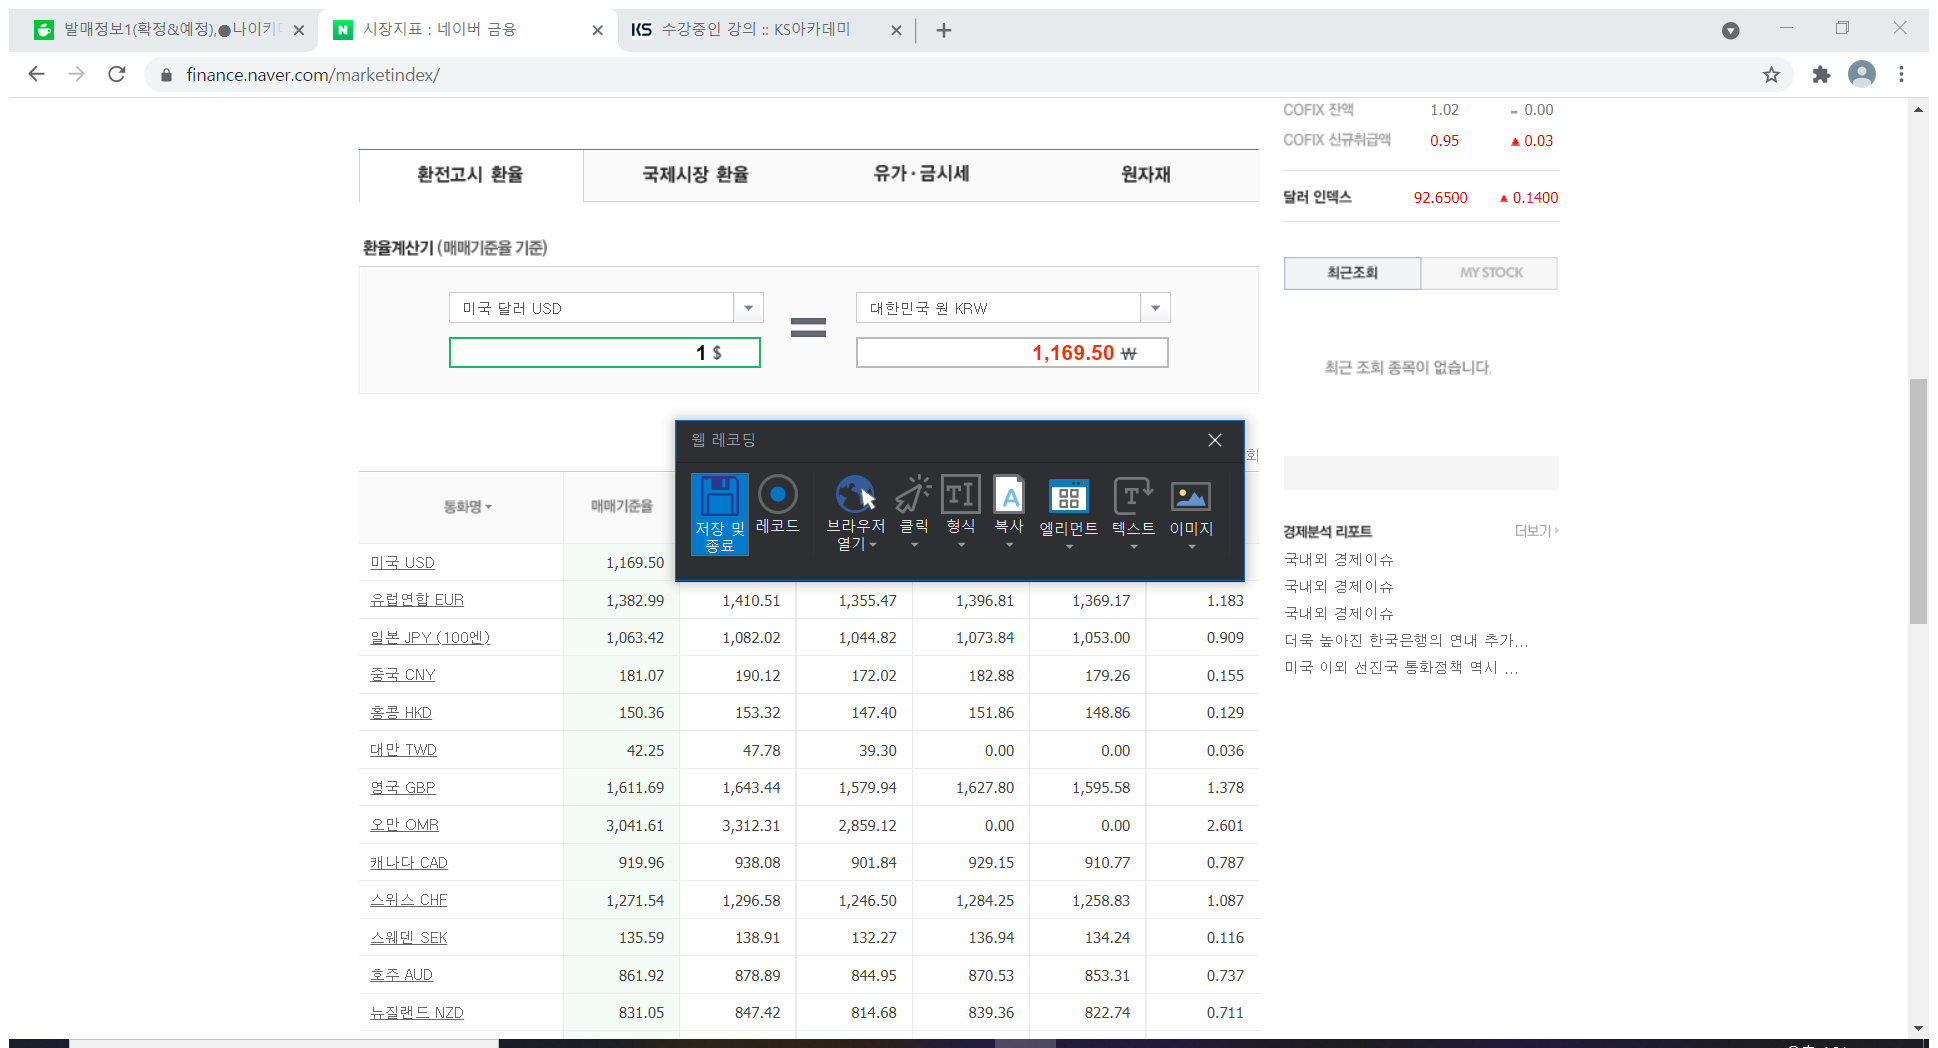 발매정보1(확정&예정),●나이키
시장지표 : 네이버 금융
수강중인 강의 :: KS아카데미
finance.naver.com/marketindex/
COFIX 잔액 1.02 0.00
COFIX 신규취급액 0.95 ▲ 0.03
달러 인덱스 92.6500 ▲ 0.1400
환전고시 환율 국제시장 환율 유가·금시세 원자재
환율계산기 (매매기준율 기준)
미국 달러 USD 대한민국 원 KRW
1 $ = 1,169.50 ₩
최근조회 MY STOCK
최근 조회 종목이 없습니다.
웹 레코딩
저장 및 종료
레코드
브라우저 열기
클릭
형식
복사
엘리먼트
텍스트
이미지
회
통화명 매매기준율
미국 USD 1,169.50
유럽연합 EUR 1,382.99 1,410.51 1,355.47 1,396.81 1,369.17 1.183
일본 JPY (100엔) 1,063.42 1,082.02 1,044.82 1,073.84 1,053.00 0.909
중국 CNY 181.07 190.12 172.02 182.88 179.26 0.155
홍콩 HKD 150.36 153.32 147.40 151.86 148.86 0.129
대만 TWD 42.25 47.78 39.30 0.00 0.00 0.036
영국 GBP 1,611.69 1,643.44 1,579.94 1,627.80 1,595.58 1.378
오만 OMR 3,041.61 3,312.31 2,859.12 0.00 0.00 2.601
캐나다 CAD 919.96 938.08 901.84 929.15 910.77 0.787
스위스 CHF 1,271.54 1,296.58 1,246.50 1,284.25 1,258.83 1.087
스웨덴 SEK 135.59 138.91 132.27 136.94 134.24 0.116
호주 AUD 861.92 878.89 844.95 870.53 853.31 0.737
뉴질랜드 NZD 831.05 847.42 814.68 839.36 822.74 0.711
경제분석 리포트 더보기
국내외 경제이슈
국내외 경제이슈
국내외 경제이슈
더욱 높아진 한국은행의 연내 추가...
미국 이외 선진국 통화정책 역시 ...